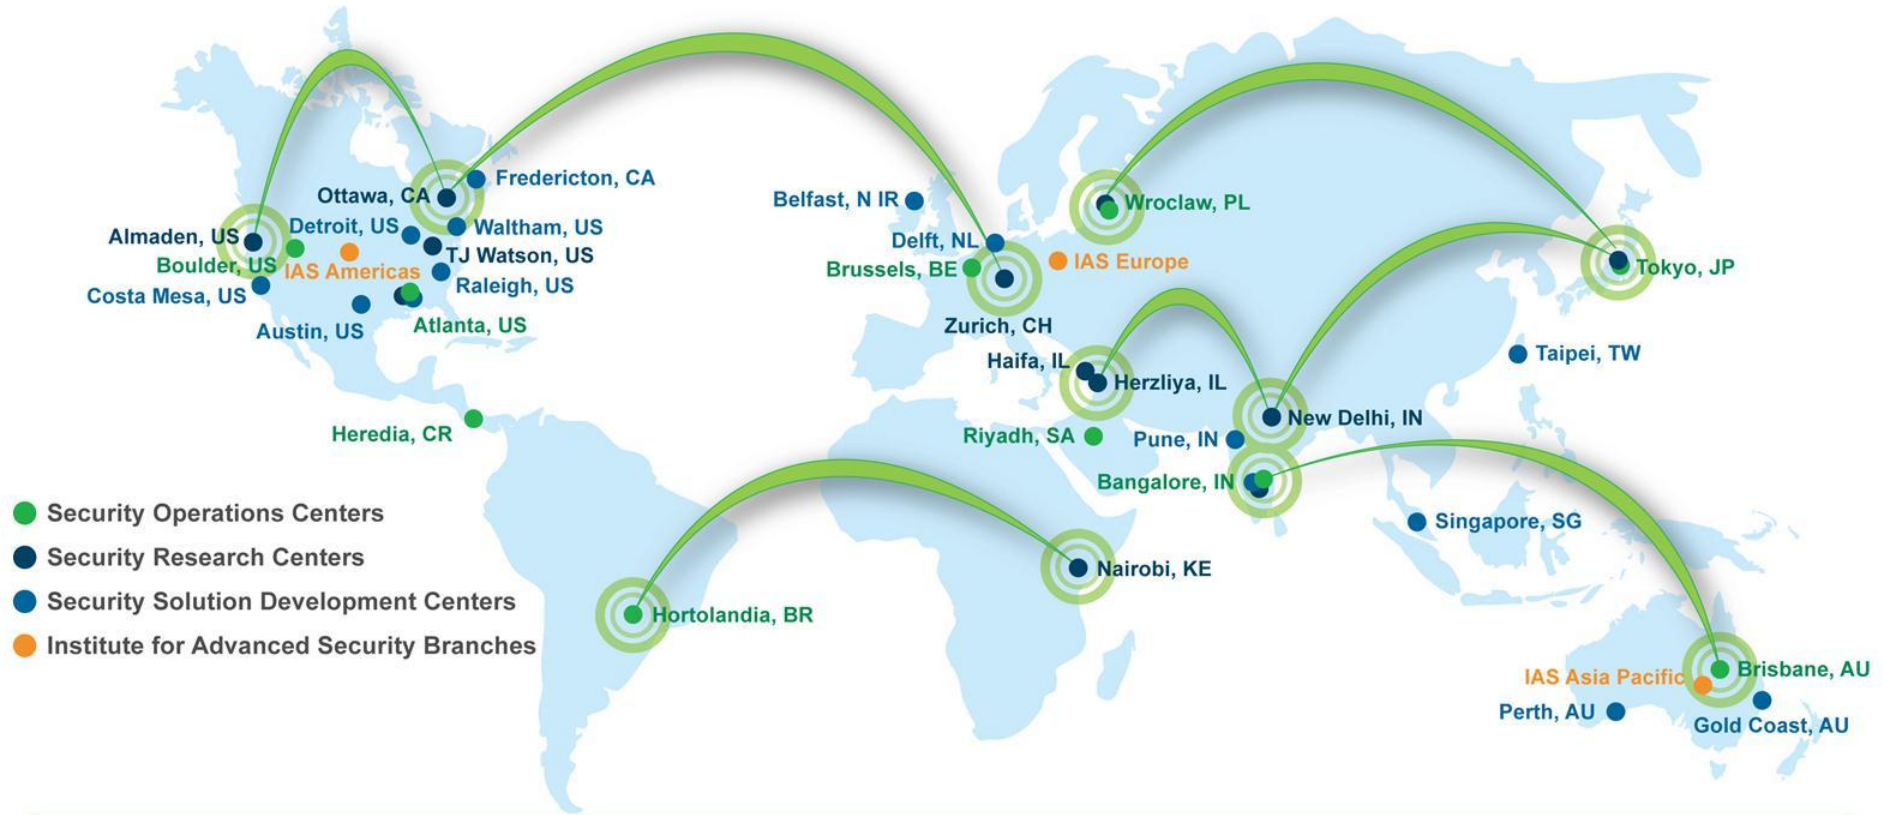 Fredericton, CA
Ottawa, CA
Detroit, US
Waltham, US
Almaden, US
TJ Watson, US
Boulder, US
IAS Americas
Raleigh, US
Costa Mesa, US
Austin, US
Atlanta, US
Heredia, CR
Belfast, N IR
Delft, NL
Brussels, BE
IAS Europe
Wroclaw, PL
Tokyo, JP
Zurich, CH
Haifa, IL
Herzliya, IL
Taipei, TW
New Delhi, IN
Riyadh, SA
Pune, IN
Bangalore, IN
Singapore, SG
Nairobi, KE
Hortolandia, BR
IAS Asia Pacific
Brisbane, AU
Perth, AU
Gold Coast, AU
Security Operations Centers
Security Research Centers
Security Solution Development Centers
Institute for Advanced Security Branches